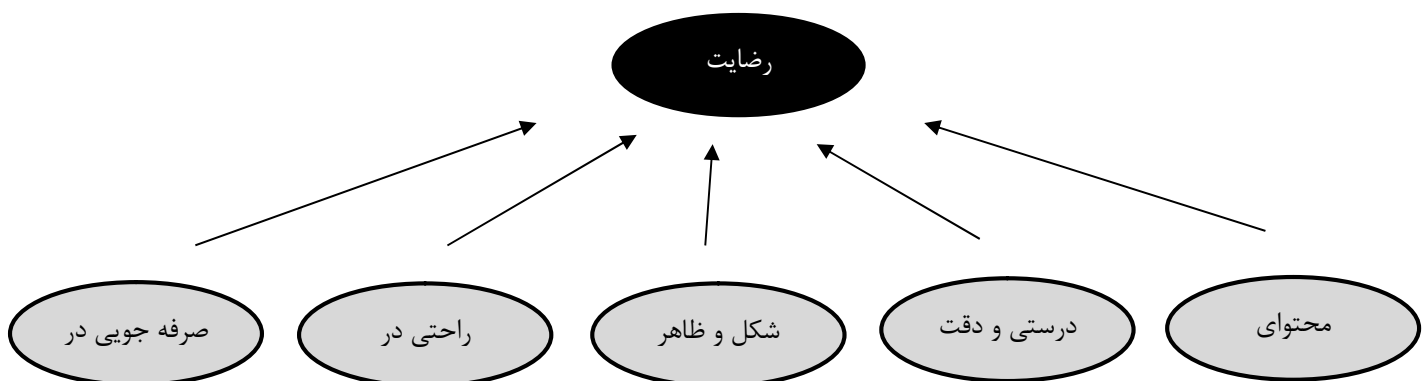 رضایت
محتوای
درستی و دقت
شکل و ظاهر
راحتی در
صرفه جویی در